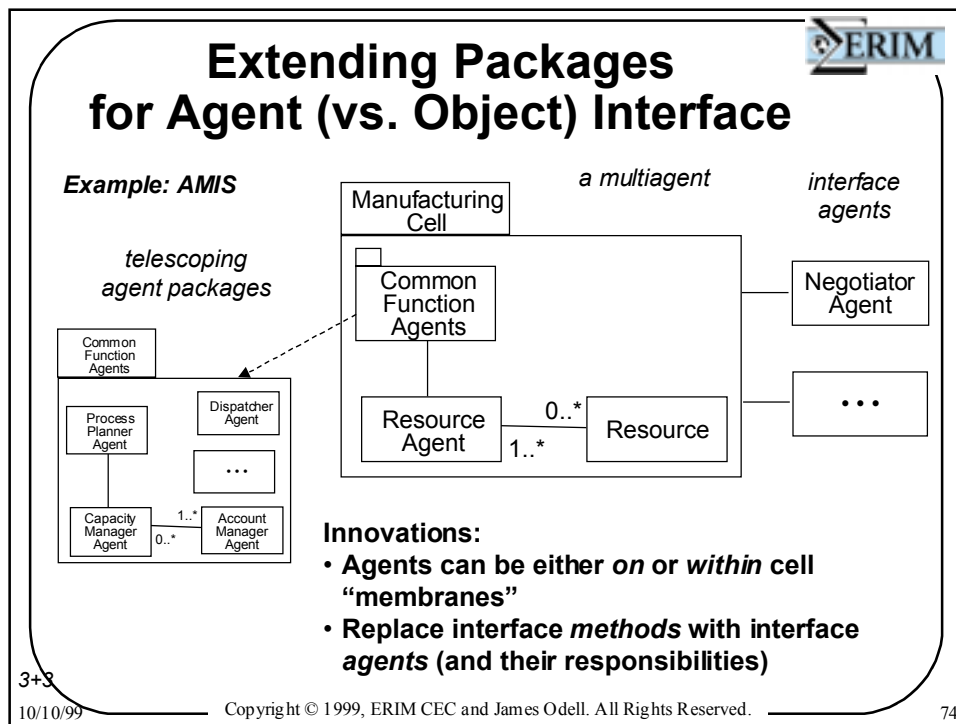 ERIM
Extending Packages
for Agent (vs. Object) Interface
Example: AMIS
a multiagent
interface
agents
telescoping
agent packages
Manufacturing
Cell
Common
Function
Agents
Negotiator
Agent
• • •
Resource
Agent
0..*
1..*
Resource
Common
Function
Agents
Process
Planner
Agent
Dispatcher
Agent
• • •
Capacity
Manager
Agent
1..*
0..*
Account
Manager
Agent
Innovations:
• Agents can be either on or within cell
“membranes”
• Replace interface methods with interface
agents (and their responsibilities)
3+3
10/10/99
Copyright © 1999, ERIM CEC and James Odell. All Rights Reserved.
74